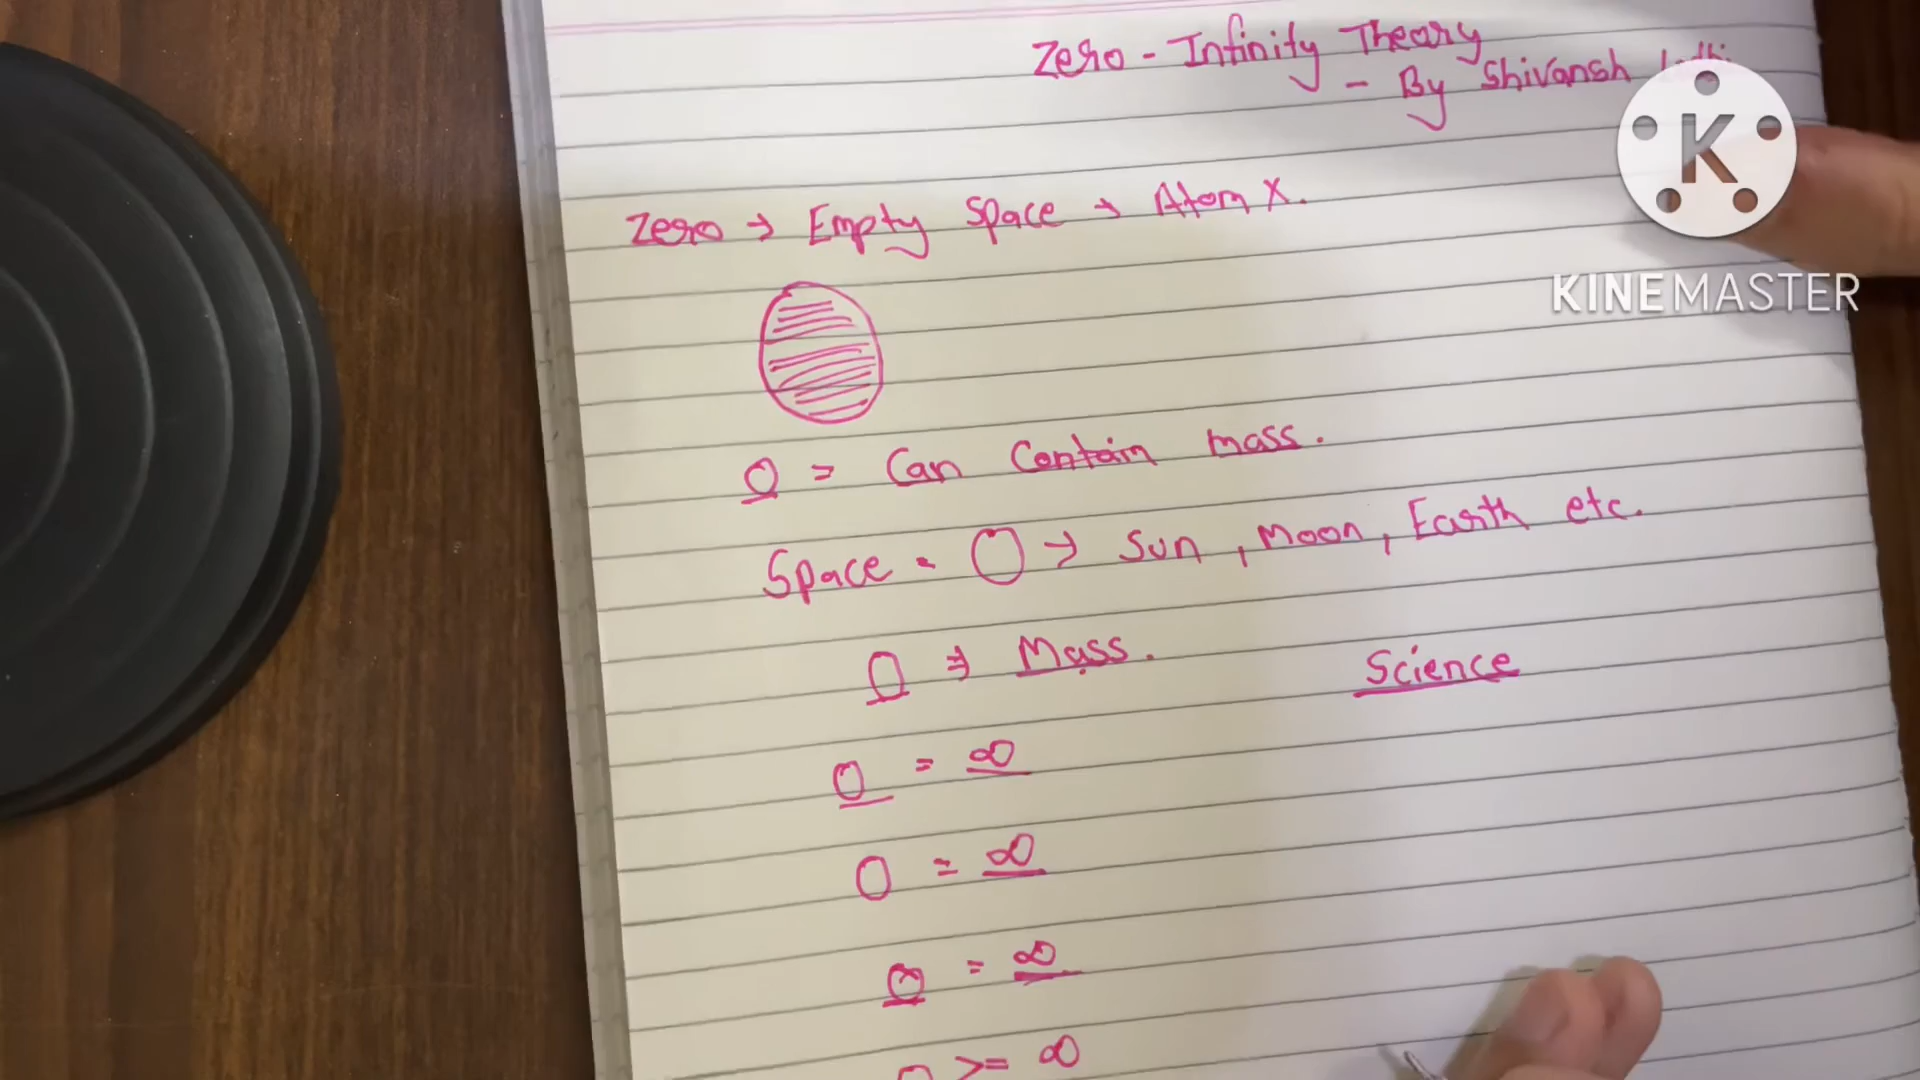 Zero - Infinity Theory
- By Shivansh
K
KINEMASTER
Zero → Empty Space → Atom X.
0 = Can Contain mass.
Space = 0 → Sun, Moon, Earth etc.
0 ⇒ Mass.
Science
0 = ∞
0 = ∞
0 = ∞
0 >= ∞